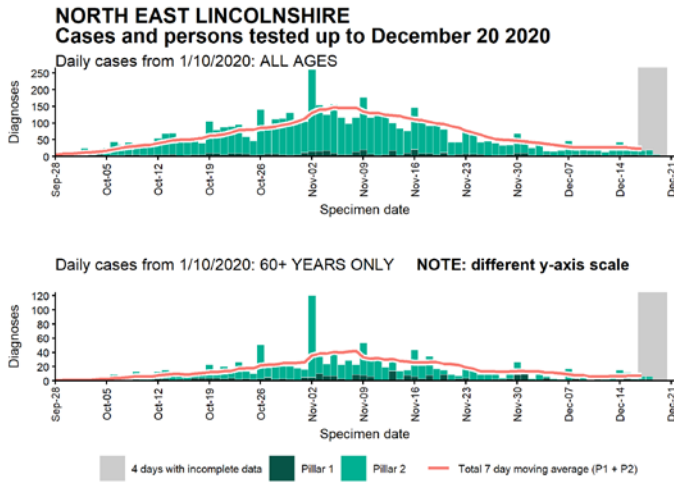 NORTH EAST LINCOLNSHIRE
Cases and persons tested up to December 20 2020
Daily cases from 1/10/2020: ALL AGES
250
200
150
100
50
0
Diagnoses
Sep-28
Oct-05
Oct-12
Oct-19
Oct-26
Nov-02
Nov-09
Nov-16
Nov-23
Nov-30
Dec-07
Dec-14
Dec-21
Specimen date
Daily cases from 1/10/2020: 60+ YEARS ONLY NOTE: different y-axis scale
120
100
80
60
40
20
0
Diagnoses
Sep-28
Oct-05
Oct-12
Oct-19
Oct-26
Nov-02
Nov-09
Nov-16
Nov-23
Nov-30
Dec-07
Dec-14
Dec-21
Specimen date
4 days with incomplete data Pillar 1 Pillar 2 Total 7 day moving average (P1 + P2)